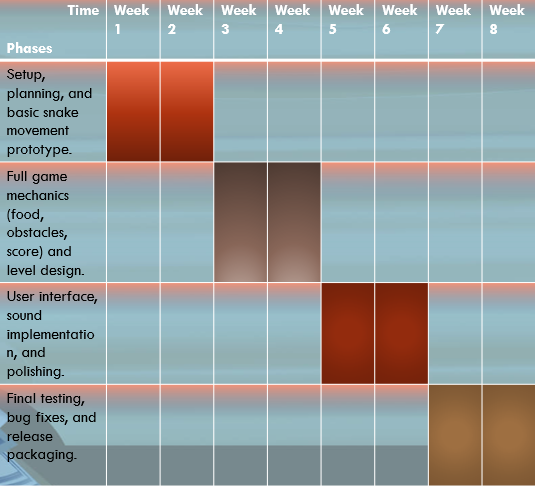 Time
Week 1
Week 2
Week 3
Week 4
Week 5
Week 6
Week 7
Week 8
Phases
Setup,
planning, and
basic snake
movement
prototype.
Full game
mechanics
(food,
obstacles,
score) and
level design.
User interface,
sound
implementatio
n, and
polishing.
Final testing,
bug fixes, and
release
packaging.